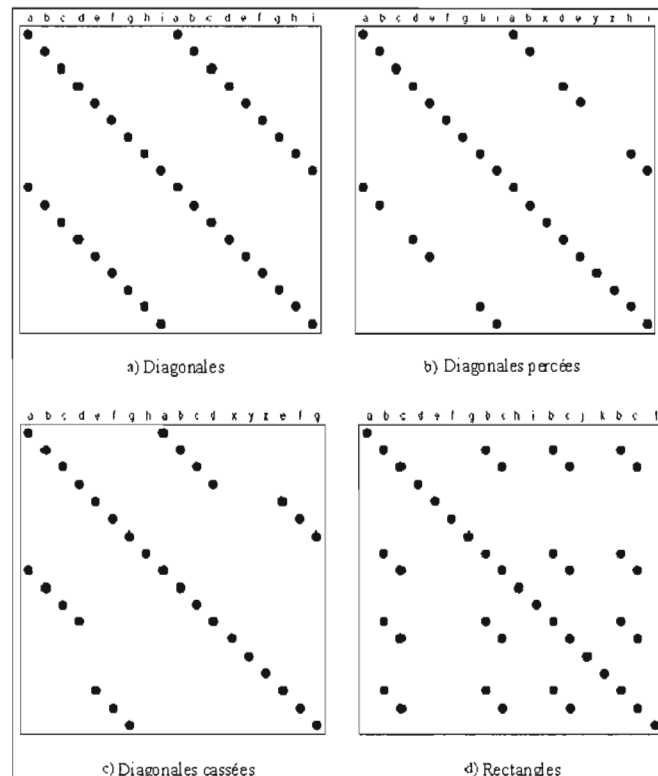 a b c d e f g h i a b c d e f g h i
a b c d e f g h i a b x d e y z h i
a) Diagonales
b) Diagonales percées
a b c d e f g h a b c d x y z e f g
a b c d e f g b c h i b c j k b c l
c) Diagonales cassées
d) Rectangles